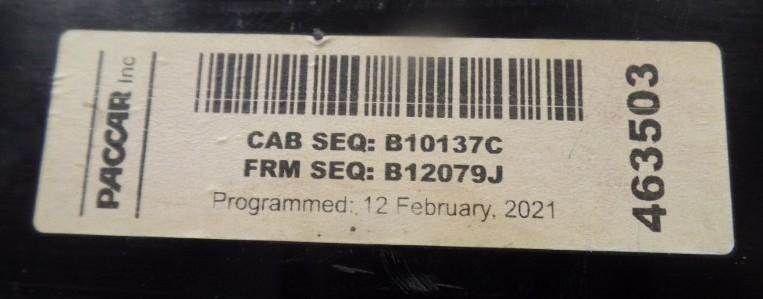 PACCAR Inc
CAB SEQ: B10137C
FRM SEQ: B12079J
Programmed: 12 February, 2021
463503